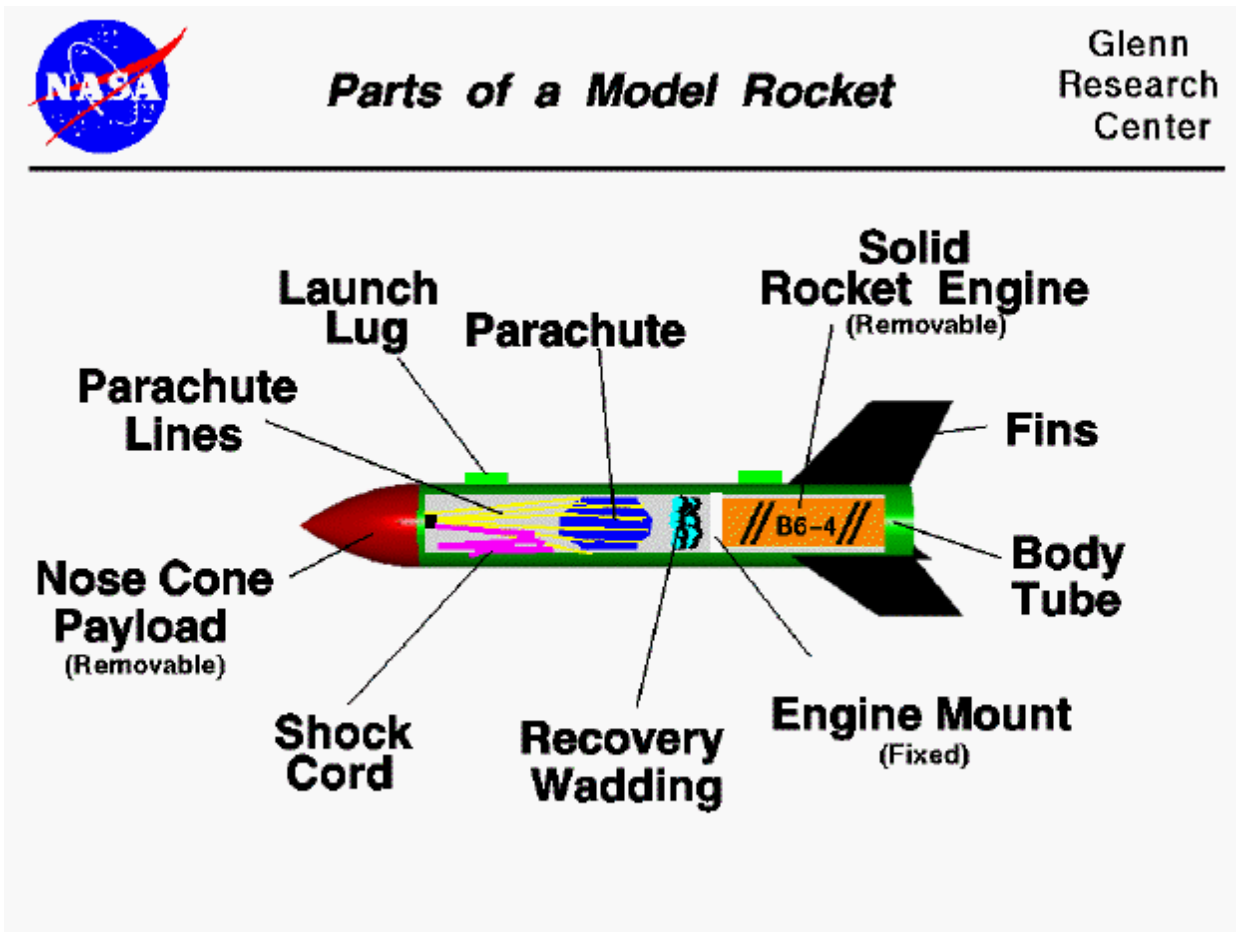 NASA
Parts of a Model Rocket
Glenn
Research
Center
Solid
Rocket Engine
(Removable)
Launch
Lug
Parachute
Parachute
Lines
Fins
B6-4
Nose Cone
Payload
(Removable)
Body
Tube
Shock
Cord
Recovery
Wadding
Engine Mount
(Fixed)